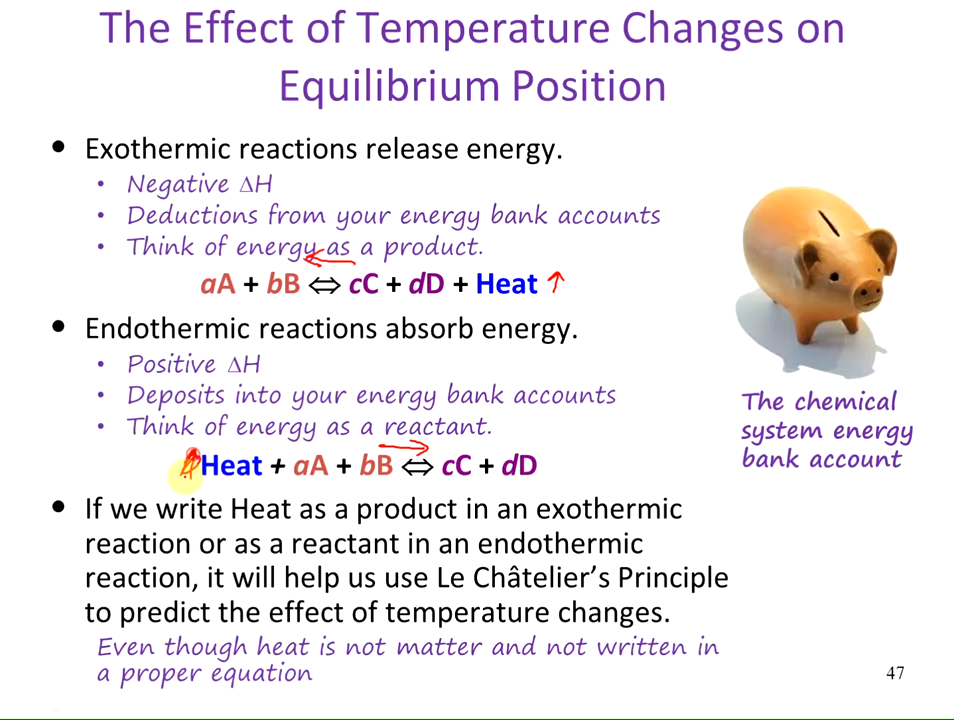 The Effect of Temperature Changes on
Equilibrium Position
• Exothermic reactions release energy.
• Negative ΔH
• Deductions from your energy bank accounts
• Think of energy as a product.
aA + bB ⇔ cC + dD + Heat ↑
• Endothermic reactions absorb energy.
• Positive ΔH
• Deposits into your energy bank accounts
• Think of energy as a reactant.
Heat + aA + bB ⇔ cC + dD
The chemical
system energy
bank account
• If we write Heat as a product in an exothermic
reaction or as a reactant in an endothermic
reaction, it will help us use Le Châtelier’s Principle
to predict the effect of temperature changes.
Even though heat is not matter and not written in
a proper equation
47